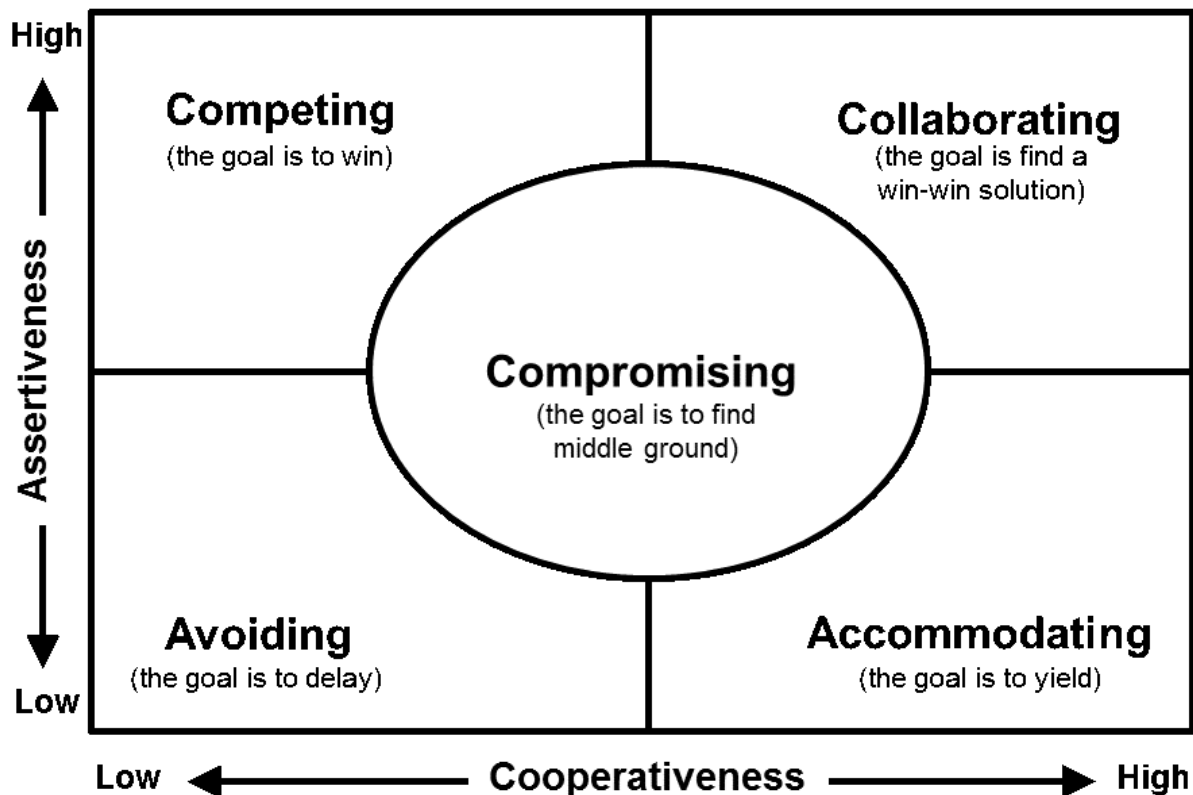 High
Competing
(the goal is to win)
Collaborating
(the goal is find a
win-win solution)
Assertiveness
Compromising
(the goal is to find
middle ground)
Avoiding
(the goal is to delay)
Accommodating
(the goal is to yield)
Low
Low
Cooperativeness
High